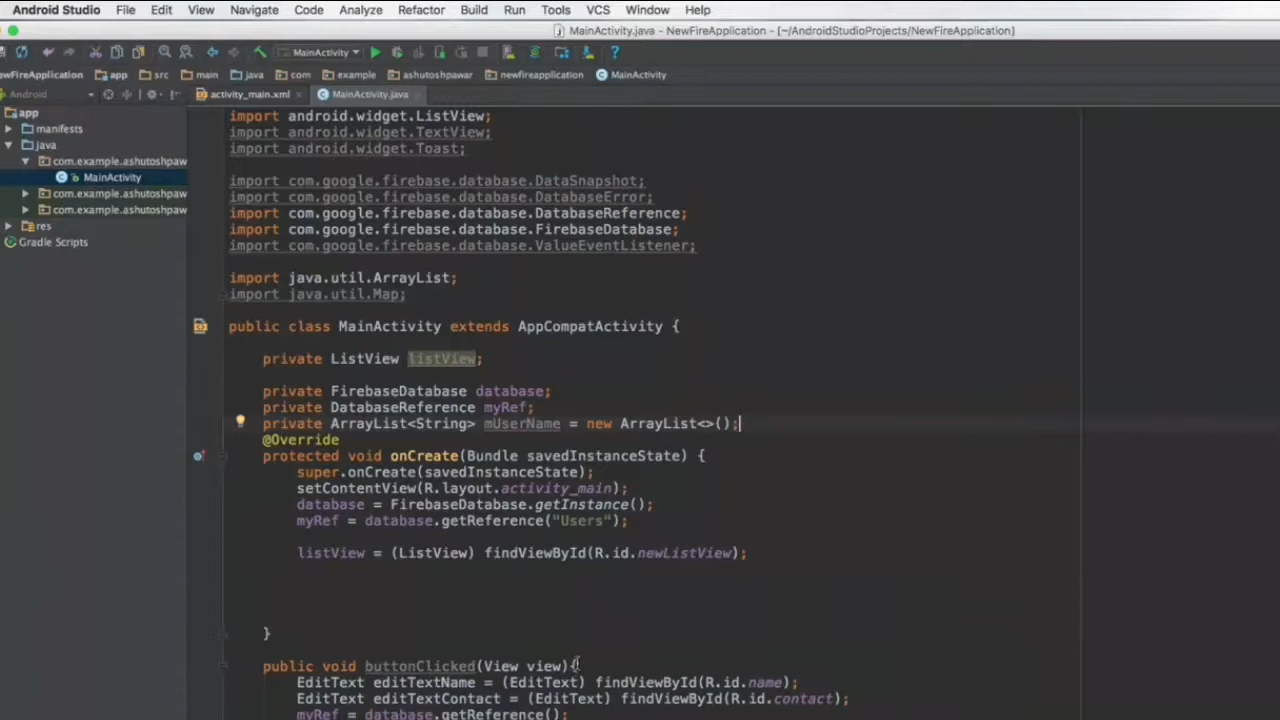 Android Studio File Edit View Navigate Code Analyze Refactor Build Run Tools VCS Window Help
MainActivity.java - NewFireApplication - [~/AndroidStudioProjects/NewFireApplication]
MainActivity
ewFireApplication app src main java com example ashutoshpawar newfireapplication MainActivity
Android activity_main.xml MainActivity.java
app
manifests
java
com.example.ashutoshpaw
MainActivity
com.example.ashutoshpaw
com.example.ashutoshpaw
res
Gradle Scripts
import android.widget.ListView;
import android.widget.TextView;
import android.widget.Toast;
import com.google.firebase.database.DataSnapshot;
import com.google.firebase.database.DatabaseError;
import com.google.firebase.database.DatabaseReference;
import com.google.firebase.database.FirebaseDatabase;
import com.google.firebase.database.ValueEventListener;
import java.util.ArrayList;
import java.util.Map;
public class MainActivity extends AppCompatActivity {
private ListView listView;
private FirebaseDatabase database;
private DatabaseReference myRef;
private ArrayList<String> mUserName = new ArrayList<>();
@Override
protected void onCreate(Bundle savedInstanceState) {
super.onCreate(savedInstanceState);
setContentView(R.layout.activity_main);
database = FirebaseDatabase.getInstance();
myRef = database.getReference("Users");
listView = (ListView) findViewById(R.id.newListView);
}
public void buttonClicked(View view){
EditText editTextName = (EditText) findViewById(R.id.name);
EditText editTextContact = (EditText) findViewById(R.id.contact);
myRef = database.getReference();